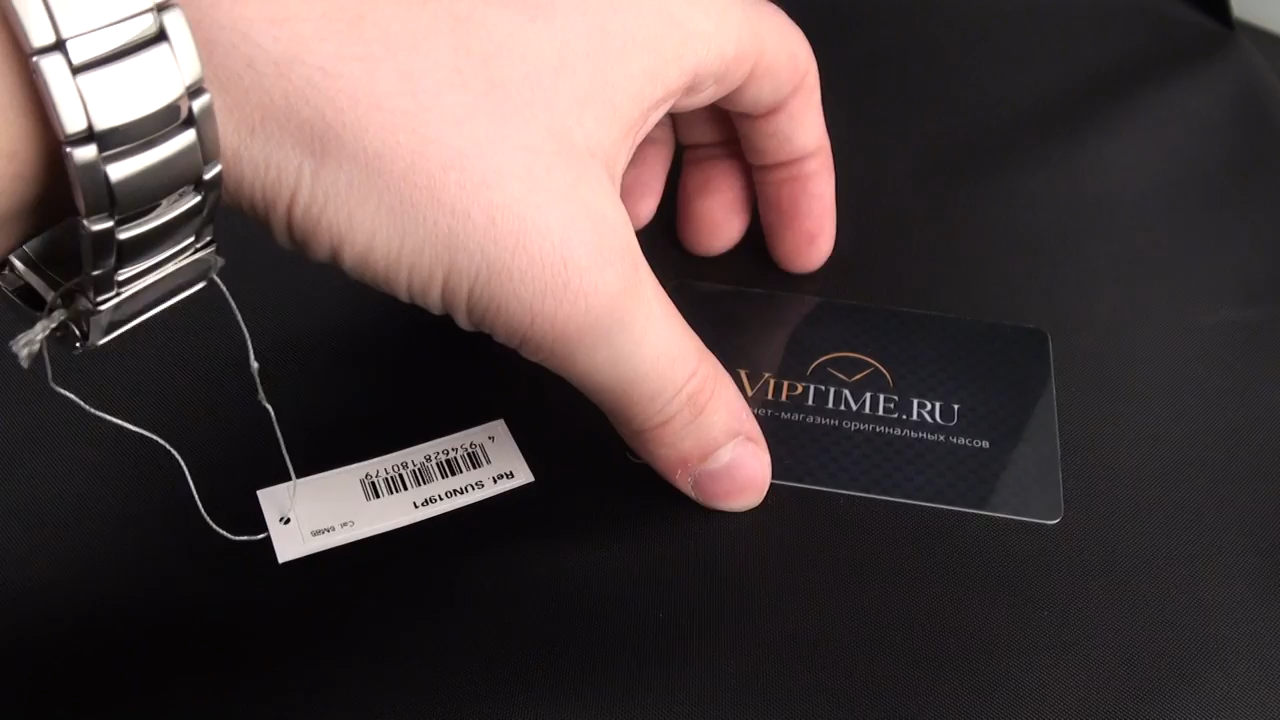 VIPTIME.RU
нет-магазин оригинальных часов
Ref. SUN019P1
4 954628 180179
Cal. 5M85